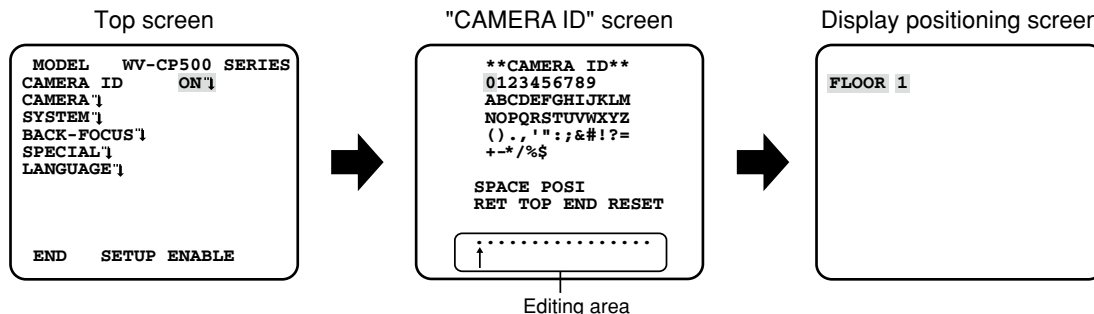 Top screen
MODEL WV-CP500 SERIES
CAMERA ID ON
CAMERA
SYSTEM
BACK-FOCUS
SPECIAL
LANGUAGE
END SETUP ENABLE
"CAMERA ID" screen
**CAMERA ID**
0123456789
ABCDEFGHIJKLM
NOPQRSTUVWXYZ
().,'":;&#!?=
+-*/%$
SPACE POSI
RET TOP END RESET
................
Editing area
Display positioning screen
FLOOR 1